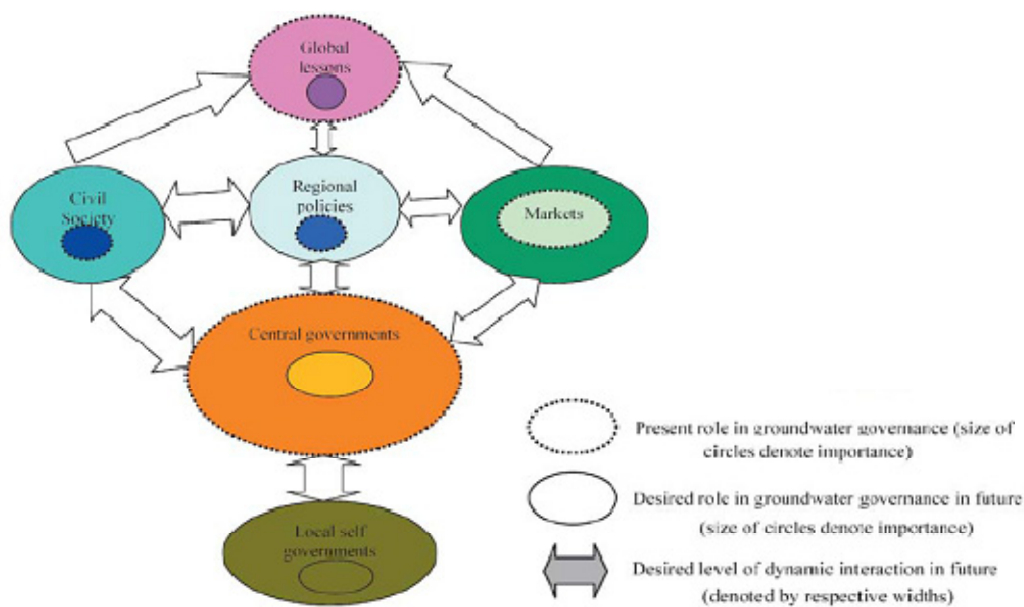 Global
lessons
Civil
Society
Regional
policies
Markets
Central governments
Local self
governments
Present role in groundwater governance (size of
circles denote importance)
Desired role in groundwater governance in future
(size of circles denote importance)
Desired level of dynamic interaction in future
(denoted by respective widths)